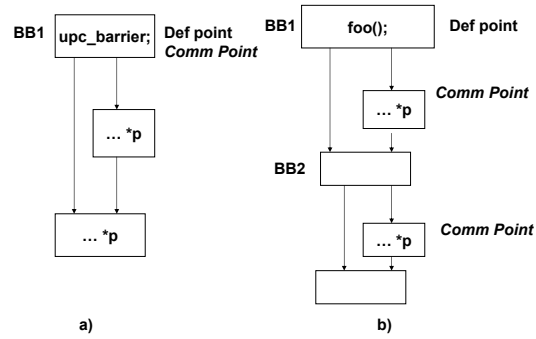 BB1
upc_barrier;
Def point
Comm Point
… *p
… *p
a)
BB1
foo();
Def point
Comm Point
… *p
BB2
Comm Point
… *p
b)